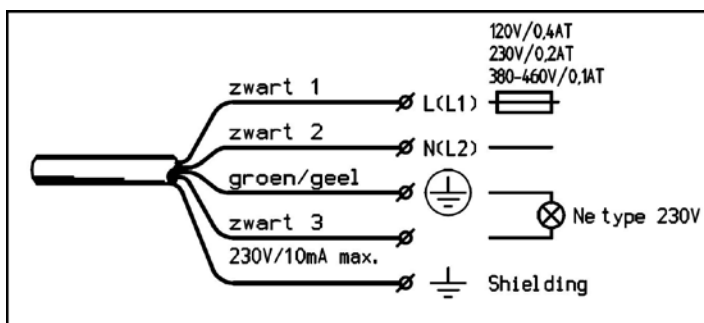 120V/0,4AT
230V/0,2AT
380-460V/0,1AT
zwart 1
L(L1)
zwart 2
N(L2)
groen/geel
zwart 3
Ne type 230V
230V/10mA max.
Shielding